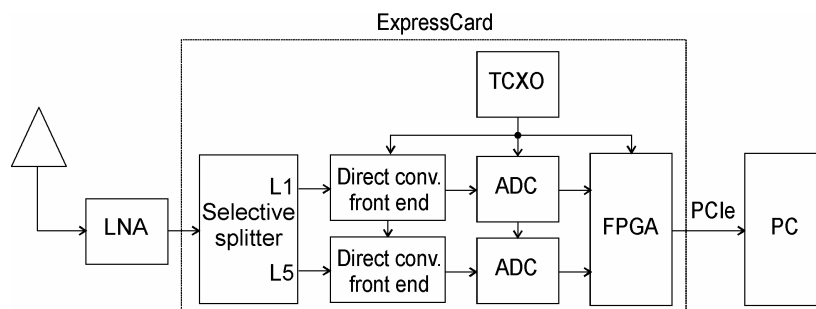 ExpressCard
TCXO
L1
Direct conv.
front end
ADC
LNA
Selective
splitter
FPGA
PCIe
PC
L5
Direct conv.
front end
ADC